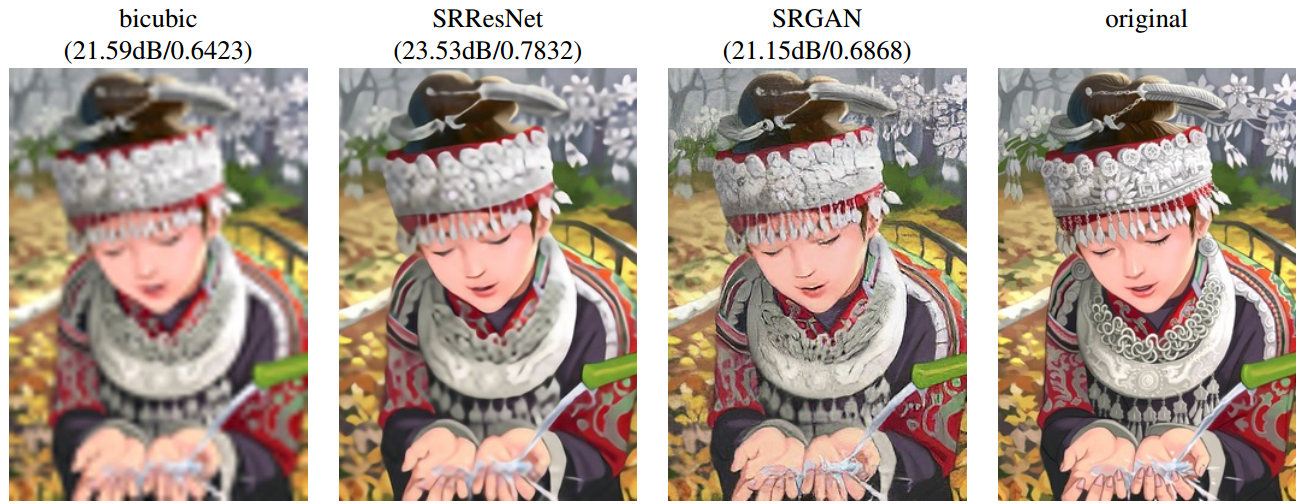 bicubic
(21.59dB/0.6423)
SRResNet
(23.53dB/0.7832)
SRGAN
(21.15dB/0.6868)
original